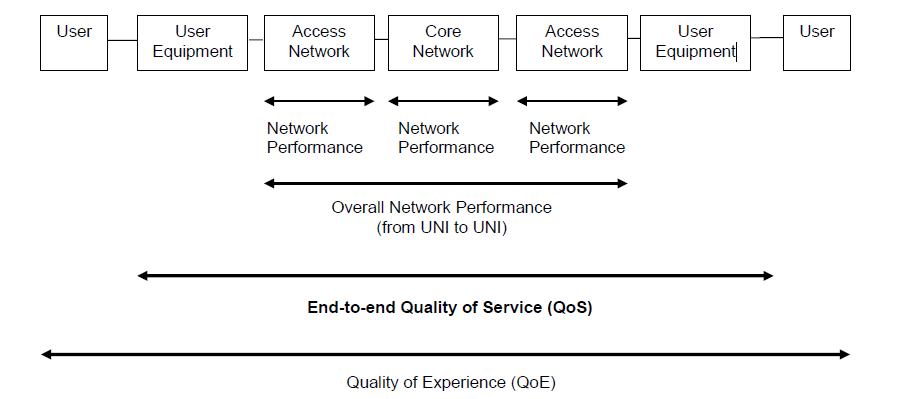 User
User
Equipment
Access
Network
Core
Network
Access
Network
User
Equipment
User
Network
Performance
Network
Performance
Network
Performance
Overall Network Performance
(from UNI to UNI)
End-to-end Quality of Service (QoS)
Quality of Experience (QoE)